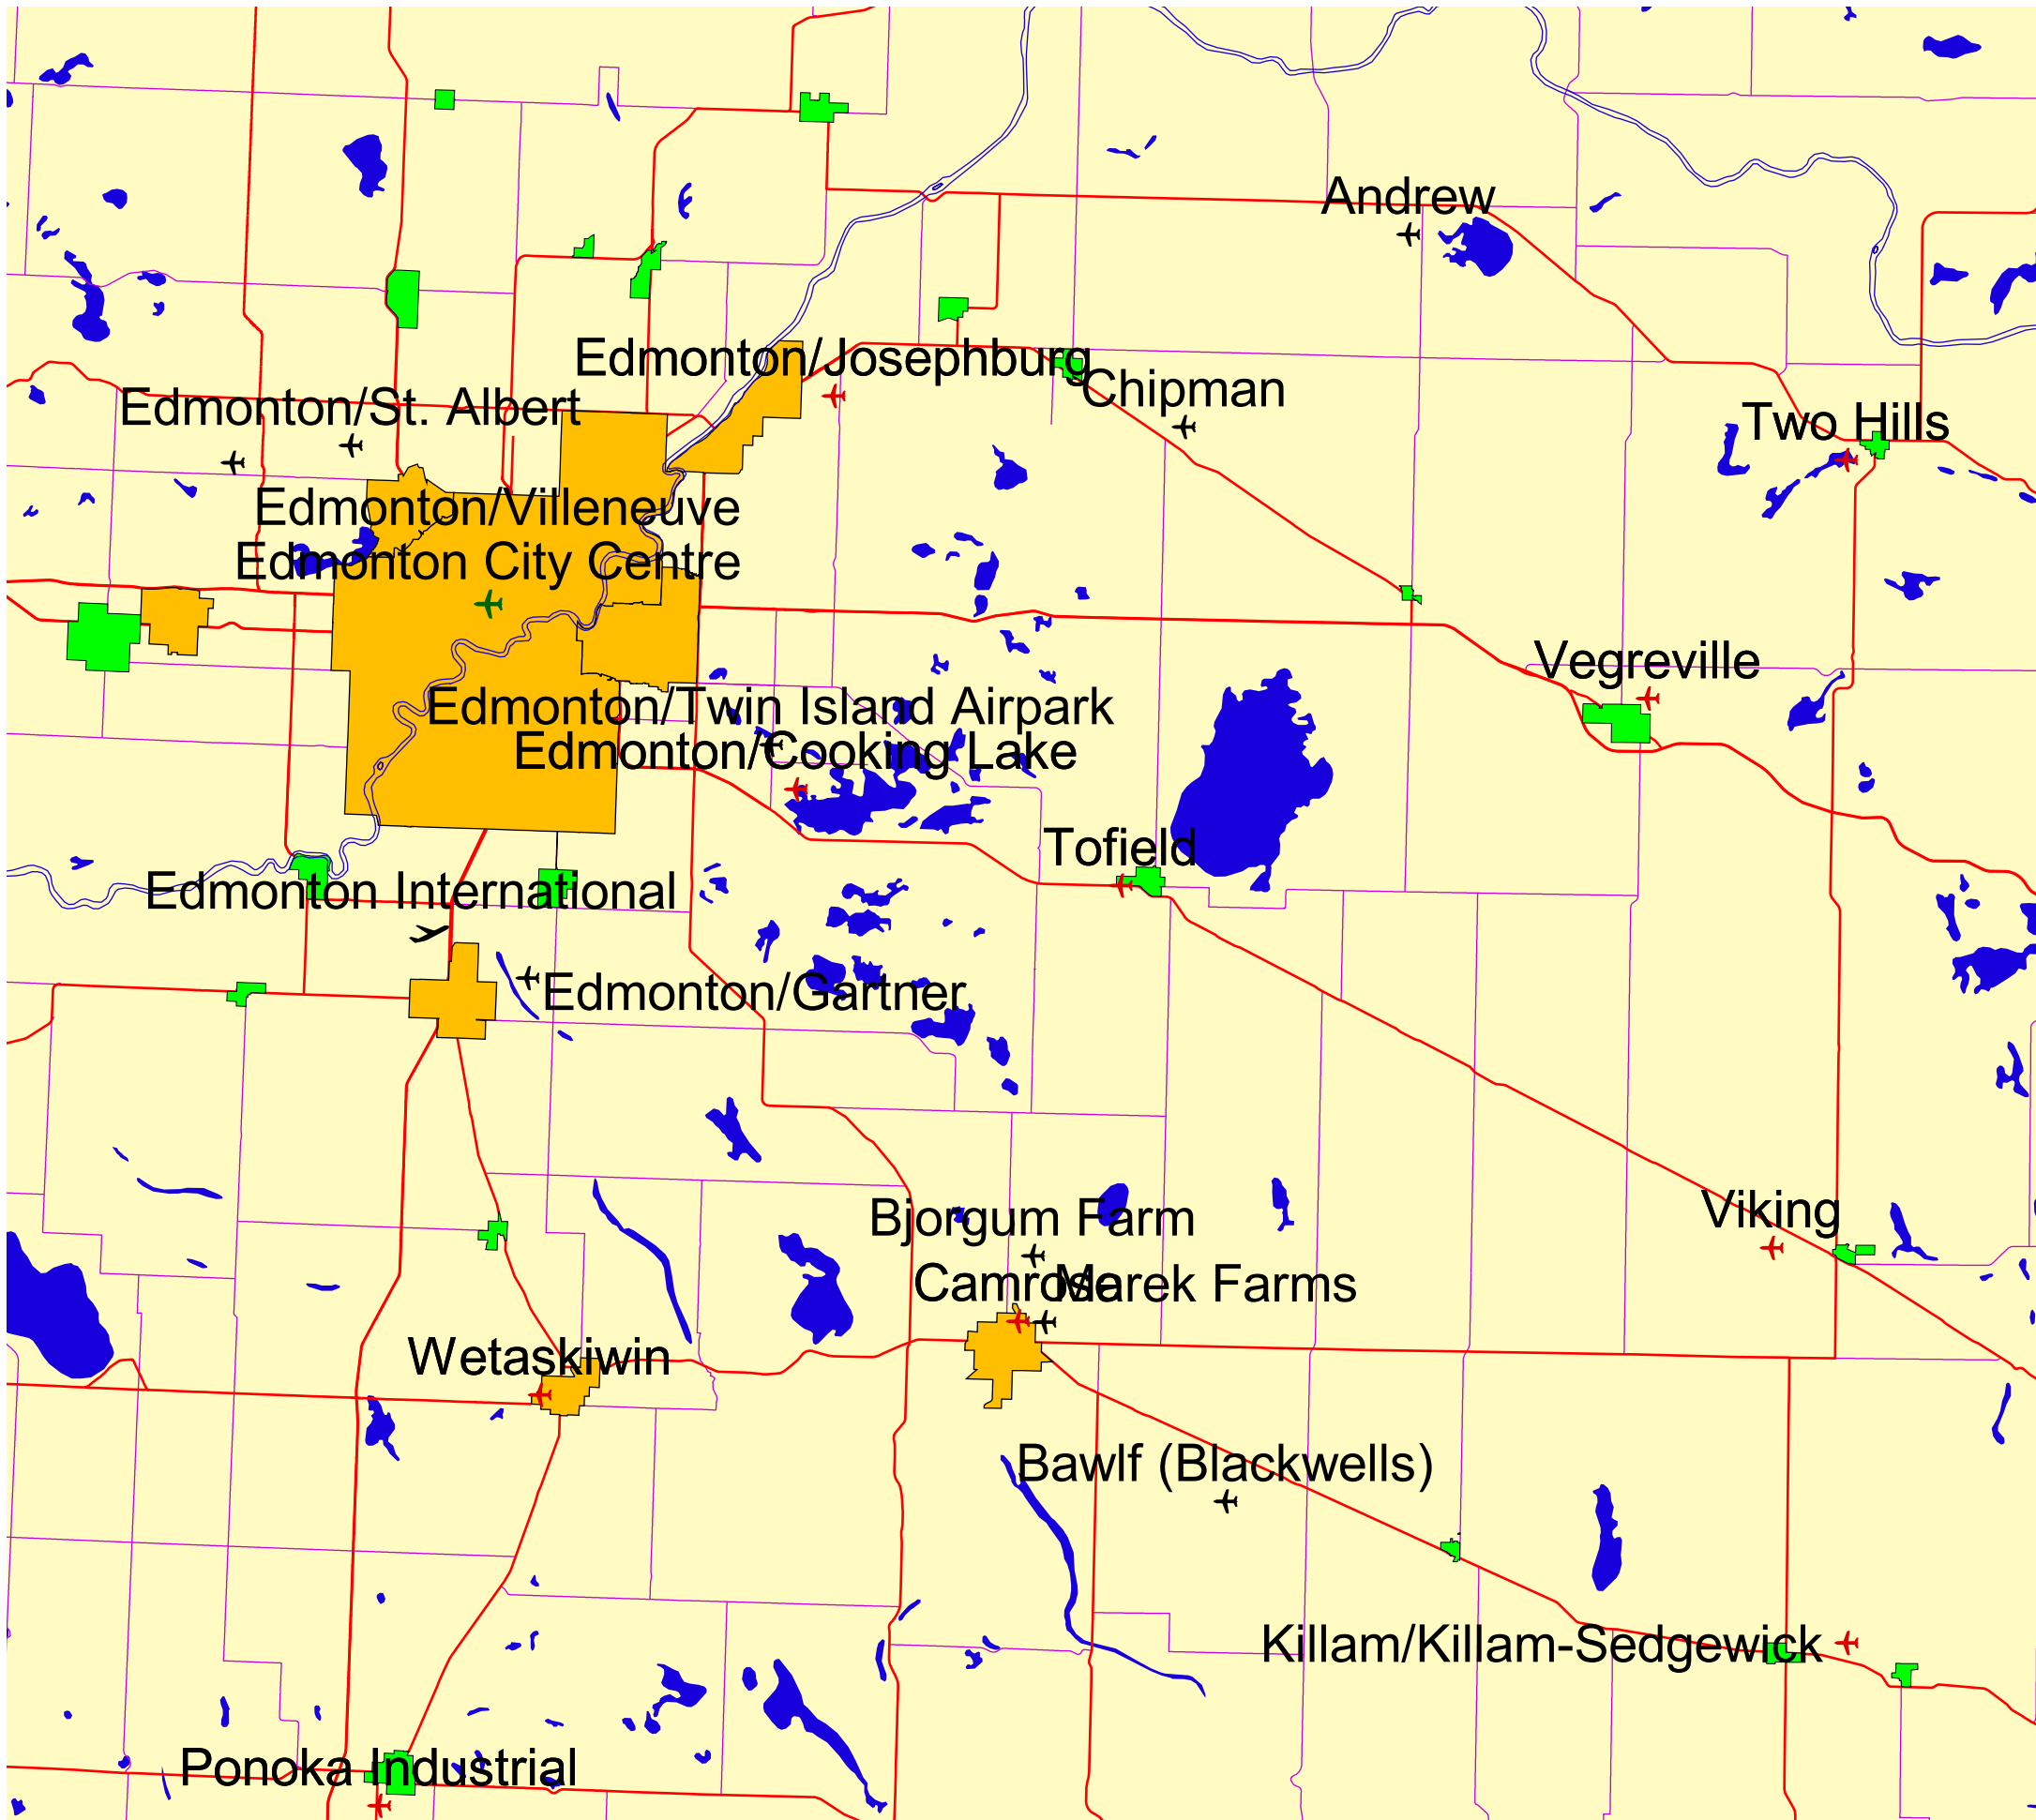 Andrew
Edmonton/Josephburg
Chipman
Edmonton/St. Albert
Two Hills
Edmonton/Villeneuve
Edmonton City Centre
Vegreville
Edmonton/Twin Island Airpark
Edmonton/Cooking Lake
Tofield
Edmonton International
Edmonton/Gartner
Viking
Bjorgum Farm
Camrose
Marek Farms
Wetaskiwin
Bawlf (Blackwells)
Killam/Killam-Sedgewick
Ponoka Industrial